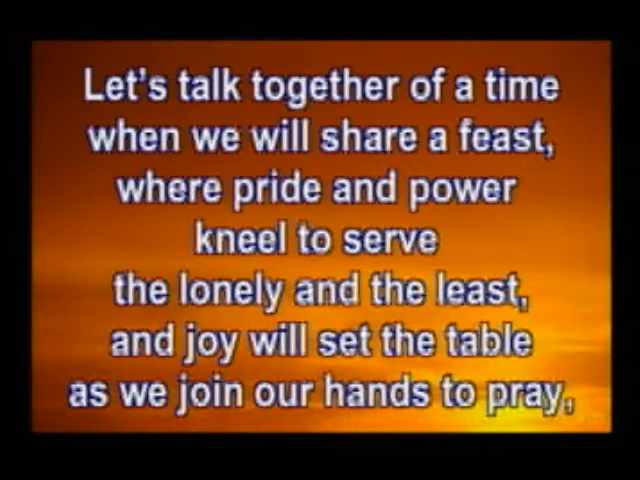 Let's talk together of a time
when we will share a feast,
where pride and power
kneel to serve
the lonely and the least,
and joy will set the table
as we join our hands to pray,